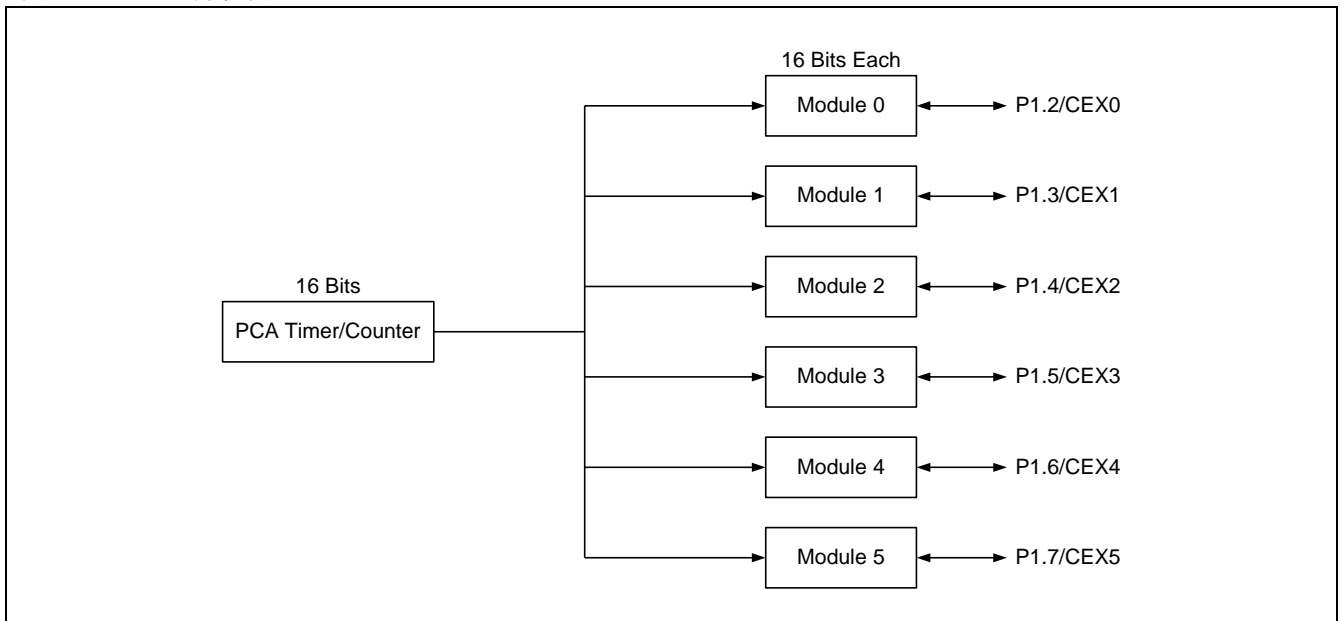 16 Bits Each
Module 0
P1.2/CEX0
Module 1
P1.3/CEX1
Module 2
P1.4/CEX2
16 Bits
PCA Timer/Counter
Module 3
P1.5/CEX3
Module 4
P1.6/CEX4
Module 5
P1.7/CEX5